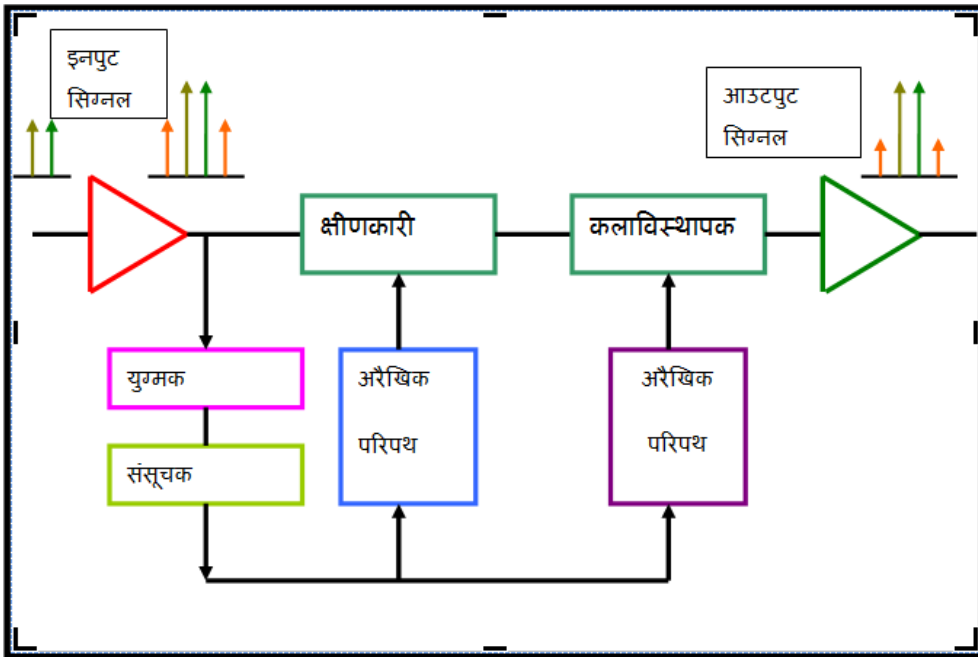 इनपुट
सिग्नल
आउटपुट
सिग्नल
क्षीणकारी
कलाविस्थापक
युग्मक
अरैखिक
परिपथ
अरैखिक
परिपथ
संसूचक